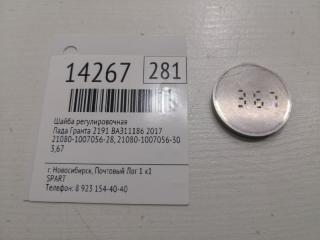 14267 281
Шайба регулировочная
Лада Гранта 2191 ВАЗ11186 2017
21080-1007056-28, 21080-1007056-30
3,67
г. Новосибирск, Почтовый Лог 1 к1
SPART
Телефон: 8 923 154-40-40
3.67